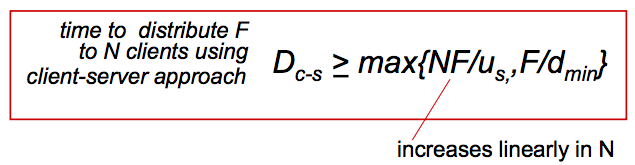 time to distribute F
to N clients using
client-server approach
Dc-s ≥ max{NF/us,,F/dmin}
increases linearly in N